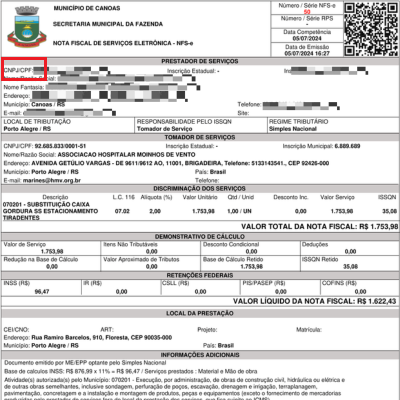 MUNICÍPIO DE CANOAS
SECRETARIA MUNICIPAL DA FAZENDA
NOTA FISCAL DE SERVIÇOS ELETRÔNICA - NFS-e
Número / Série NFS-e
50
Número / Série RPS
-
Data Competência
05/07/2024
Data de Emissão
05/07/2024 16:27
PRESTADOR DE SERVIÇOS
CNPJ/CPF: Inscrição Estadual: -
Social:
Nome Fantasia:
Endereço:
Município: Canoas / RS Telefone:
E-mail: Site:
LOCAL DE TRIBUTAÇÃO RESPONSABILIDADE PELO ISSQN REGIME TRIBUTÁRIO
Porto Alegre / RS Tomador de Serviço Simples Nacional
TOMADOR DE SERVIÇOS
CNPJ/CPF: 92.685.833/0001-51 Inscrição Estadual: - Inscrição Municipal: 6.889.689
Nome/Razão Social: ASSOCIACAO HOSPITALAR MOINHOS DE VENTO
Endereço: AVENIDA GETÚLIO VARGAS - DE 9611/9612 AO, 11001, BRIGADEIRA, Telefone: 5133143541., CEP 92426-000
Município: Porto Alegre / RS País: Brasil
E-mail: marines@hmv.org.br Telefone:
DISCRIMINAÇÃO DOS SERVIÇOS
Descrição L.C. 116 Alíquota (%) Valor Unitário Qtd / Unid Desconto Inc. Valor Serviço ISSQN
070201 - SUBSTITUIÇÃO CAIXA
GORDURA SS ESTACIONAMENTO 07.02 2,00 1.753,98 1,00 / UN 0,00 1.753,98 35,08
TIRADENTES
VALOR TOTAL DA NOTA FISCAL: R$ 1.753,98
DEMONSTRATIVO DE CÁLCULO
Valor de Serviço Itens Não Tributáveis Desconto Condicional Deduções
1.753,98 0,00 0,00 0,00
Redução na Base de Cálculo Valor Aproximado de Tributos Base de Cálculo Retido ISSQN Retido
0,00 0,00 1.753,98 35,08
RETENÇÕES FEDERAIS
INSS (R$) IR (R$) CSLL (R$) PIS/PASEP (R$) COFINS (R$)
96,47 0,00 0,00 0,00 0,00
VALOR LÍQUIDO DA NOTA FISCAL: R$ 1.622,43
LOCAL DA PRESTAÇÃO
CEI/CNO: ART: Projeto: Matrícula:
Endereço: Rua Ramiro Barcelos, 910, Floresta, CEP 90035-000
Município: Porto Alegre / RS País: Brasil
INFORMAÇÕES ADICIONAIS
Documento emitido por ME/EPP optante pelo Simples Nacional
Base de calculos INSS: R$ 876,99 x 11% = R$ 96,47 / Serviços prestados : Material e Mão de obra
Atividade(s) autorizada(s) pelo Município: 070201 - Execução, por administração, de obras de construção civil, hidráulica ou elétrica e
de outras obras semelhantes, inclusive sondagem, perfuração de poços, escavação, drenagem e irrigação, terraplanagem,
pavimentação, concretagem e a instalação e montagem de produtos, peças e equipamentos (exceto o fornecimento de mercadorias